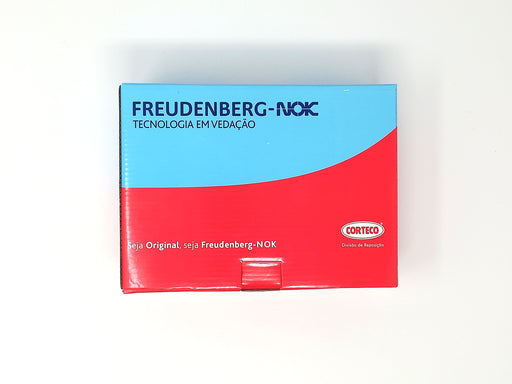 FREUDENBERG-NOK
TECNOLOGIA EM VEDAÇÃO
Seja Original, seja Freudenberg-NOK
CORTECO
Divisão de Reposição